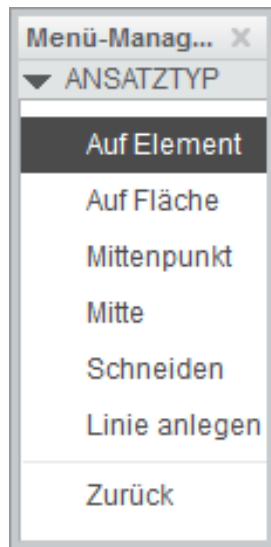 Menü-Manag...
ANSATZTYP
Auf Element
Auf Fläche
Mittenpunkt
Mitte
Schneiden
Linie anlegen
Zurück